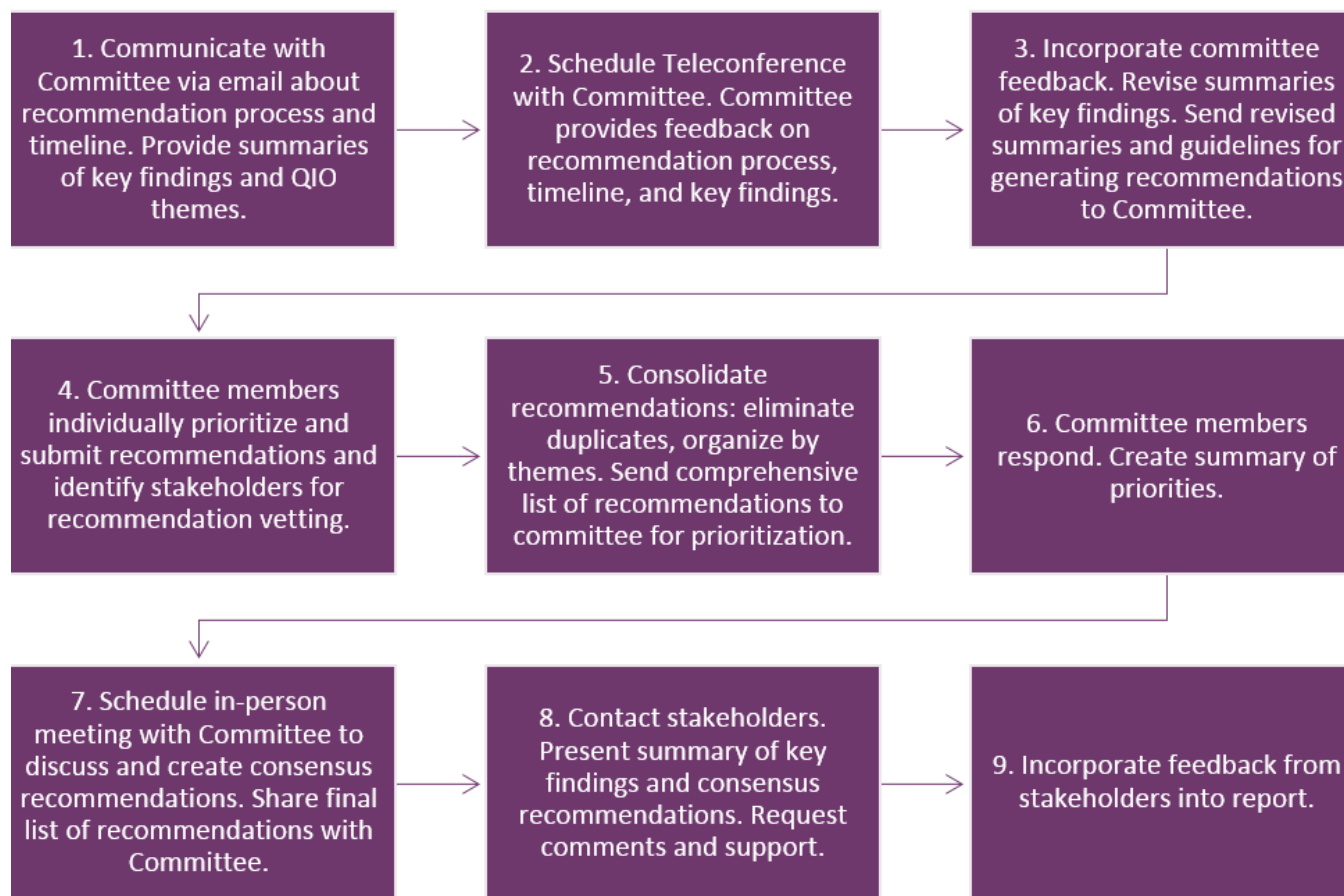 1. Communicate with
Committee via email about
recommendation process and
timeline. Provide summaries
of key findings and QIO
themes.
2. Schedule Teleconference
with Committee. Committee
provides feedback on
recommendation process,
timeline, and key findings.
3. Incorporate committee
feedback. Revise summaries
of key findings. Send revised
summaries and guidelines for
generating recommendations
to Committee.
4. Committee members
individually prioritize and
submit recommendations and
identify stakeholders for
recommendation vetting.
5. Consolidate
recommendations: eliminate
duplicates, organize by
themes. Send comprehensive
list of recommendations to
committee for prioritization.
6. Committee members
respond. Create summary of
priorities.
7. Schedule in-person
meeting with Committee to
discuss and create consensus
recommendations. Share final
list of recommendations with
Committee.
8. Contact stakeholders.
Present summary of key
findings and consensus
recommendations. Request
comments and support.
9. Incorporate feedback from
stakeholders into report.